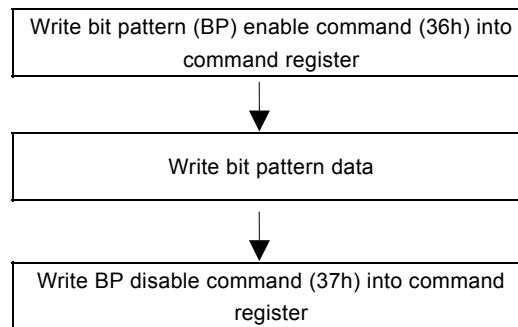 Write bit pattern (BP) enable command (36h) into
command register
Write bit pattern data
Write BP disable command (37h) into command
register